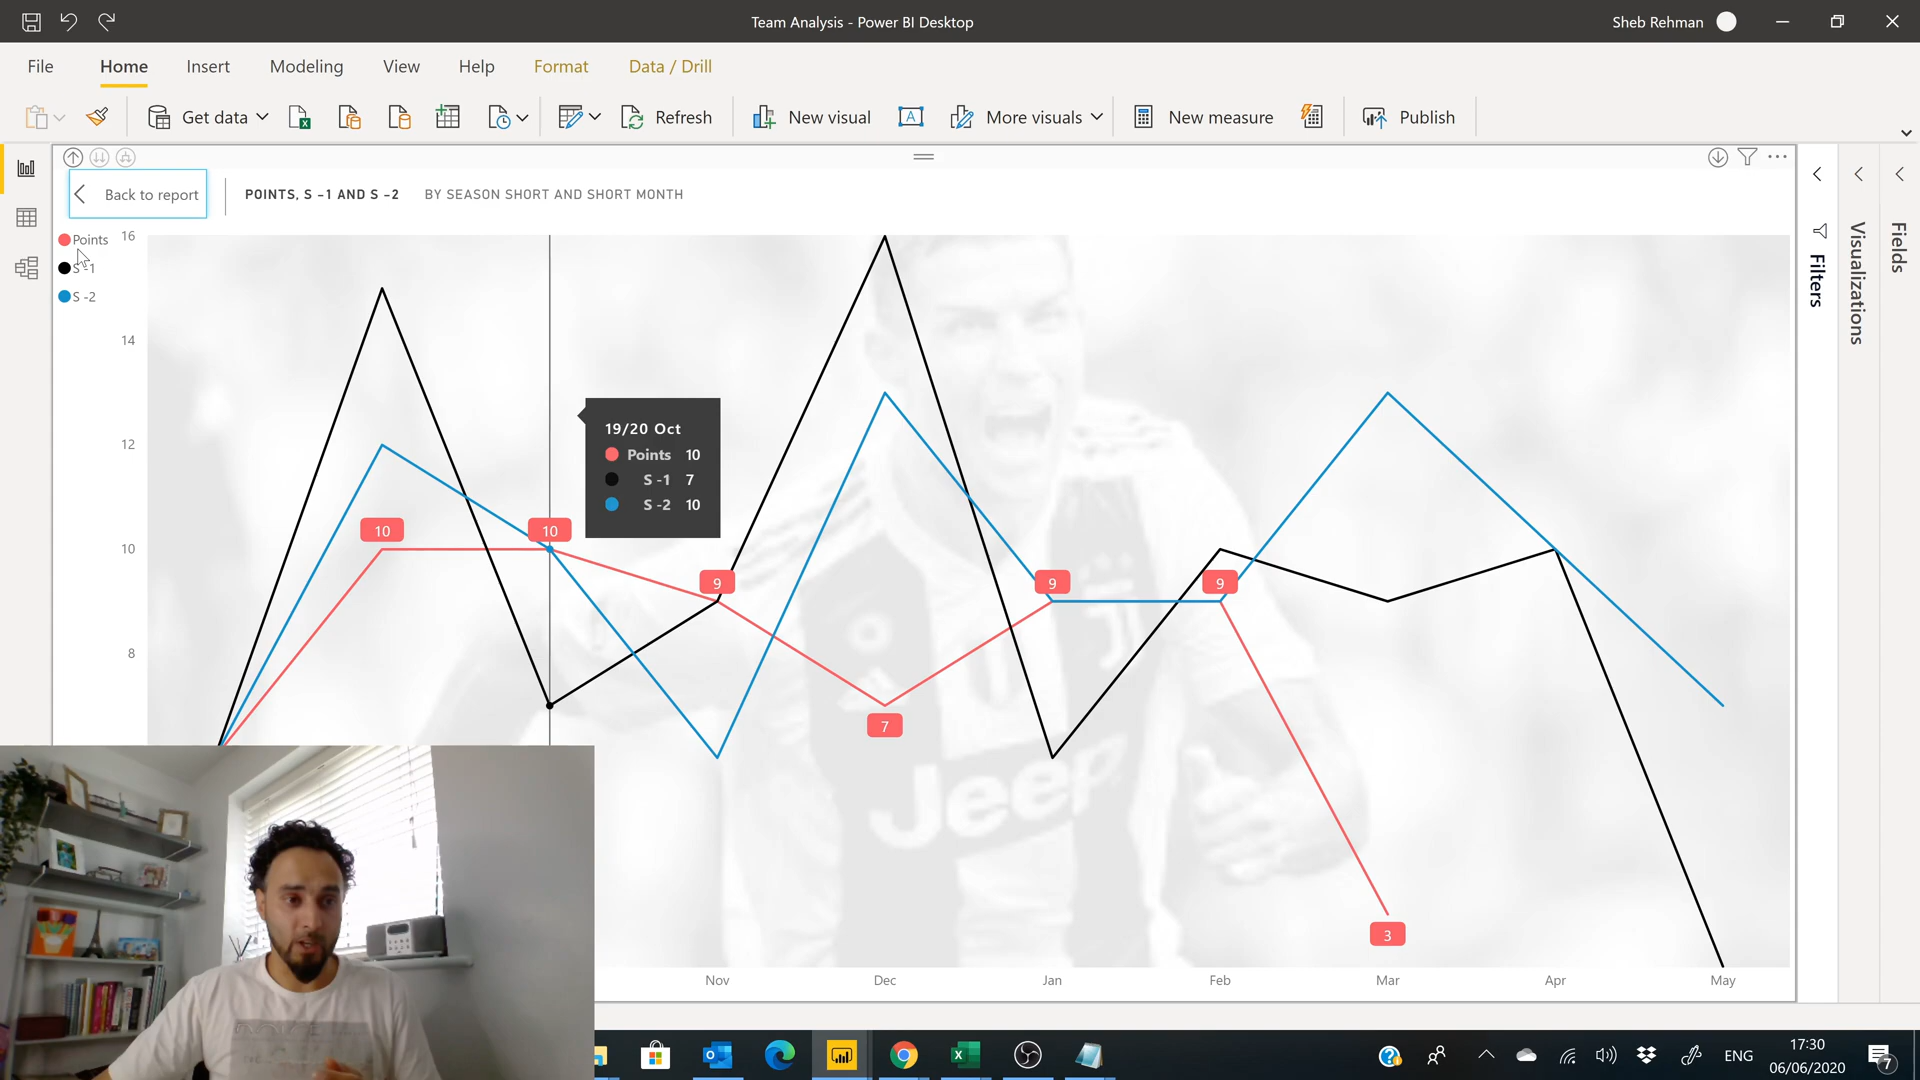 Team Analysis - Power BI Desktop
Sheb Rehman
File
Home
Insert
Modeling
View
Help
Format
Data / Drill
Get data
Refresh
New visual
More visuals
New measure
Publish
Back to report
POINTS, S -1 AND S -2
BY SEASON SHORT AND SHORT MONTH
Points
S -1
S -2
16
14
12
10
8
19/20 Oct
Points 10
S -1 7
S -2 10
10
10
9
7
9
9
3
Jeep
Nov
Dec
Jan
Feb
Mar
Apr
May
Filters
Visualizations
Fields
ENG
17:30
06/06/2020
7